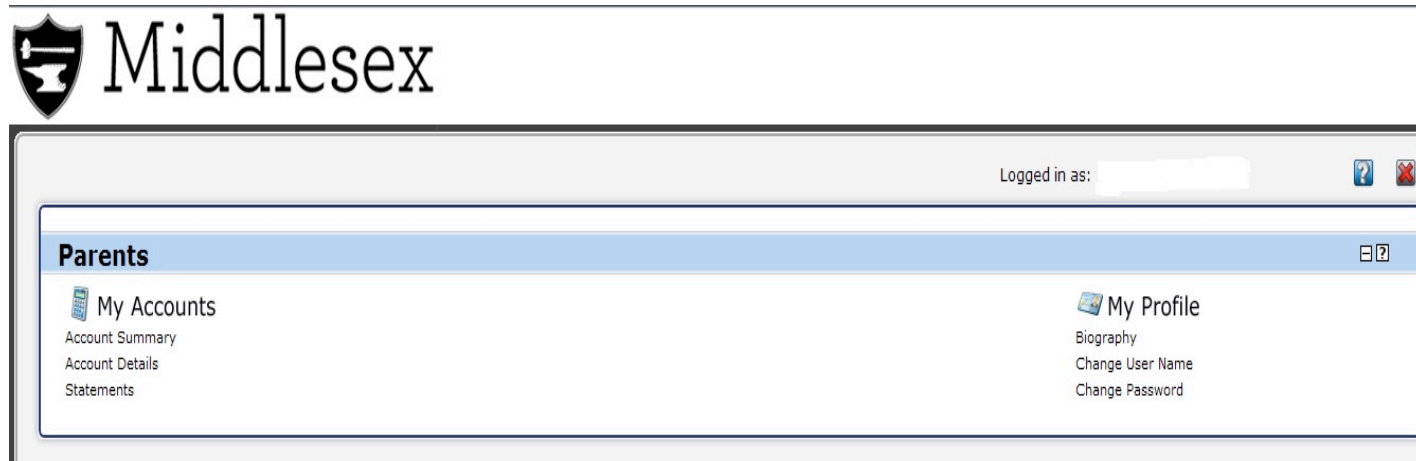 Middlesex
Logged in as:
Parents
My Accounts
Account Summary
Account Details
Statements
My Profile
Biography
Change User Name
Change Password